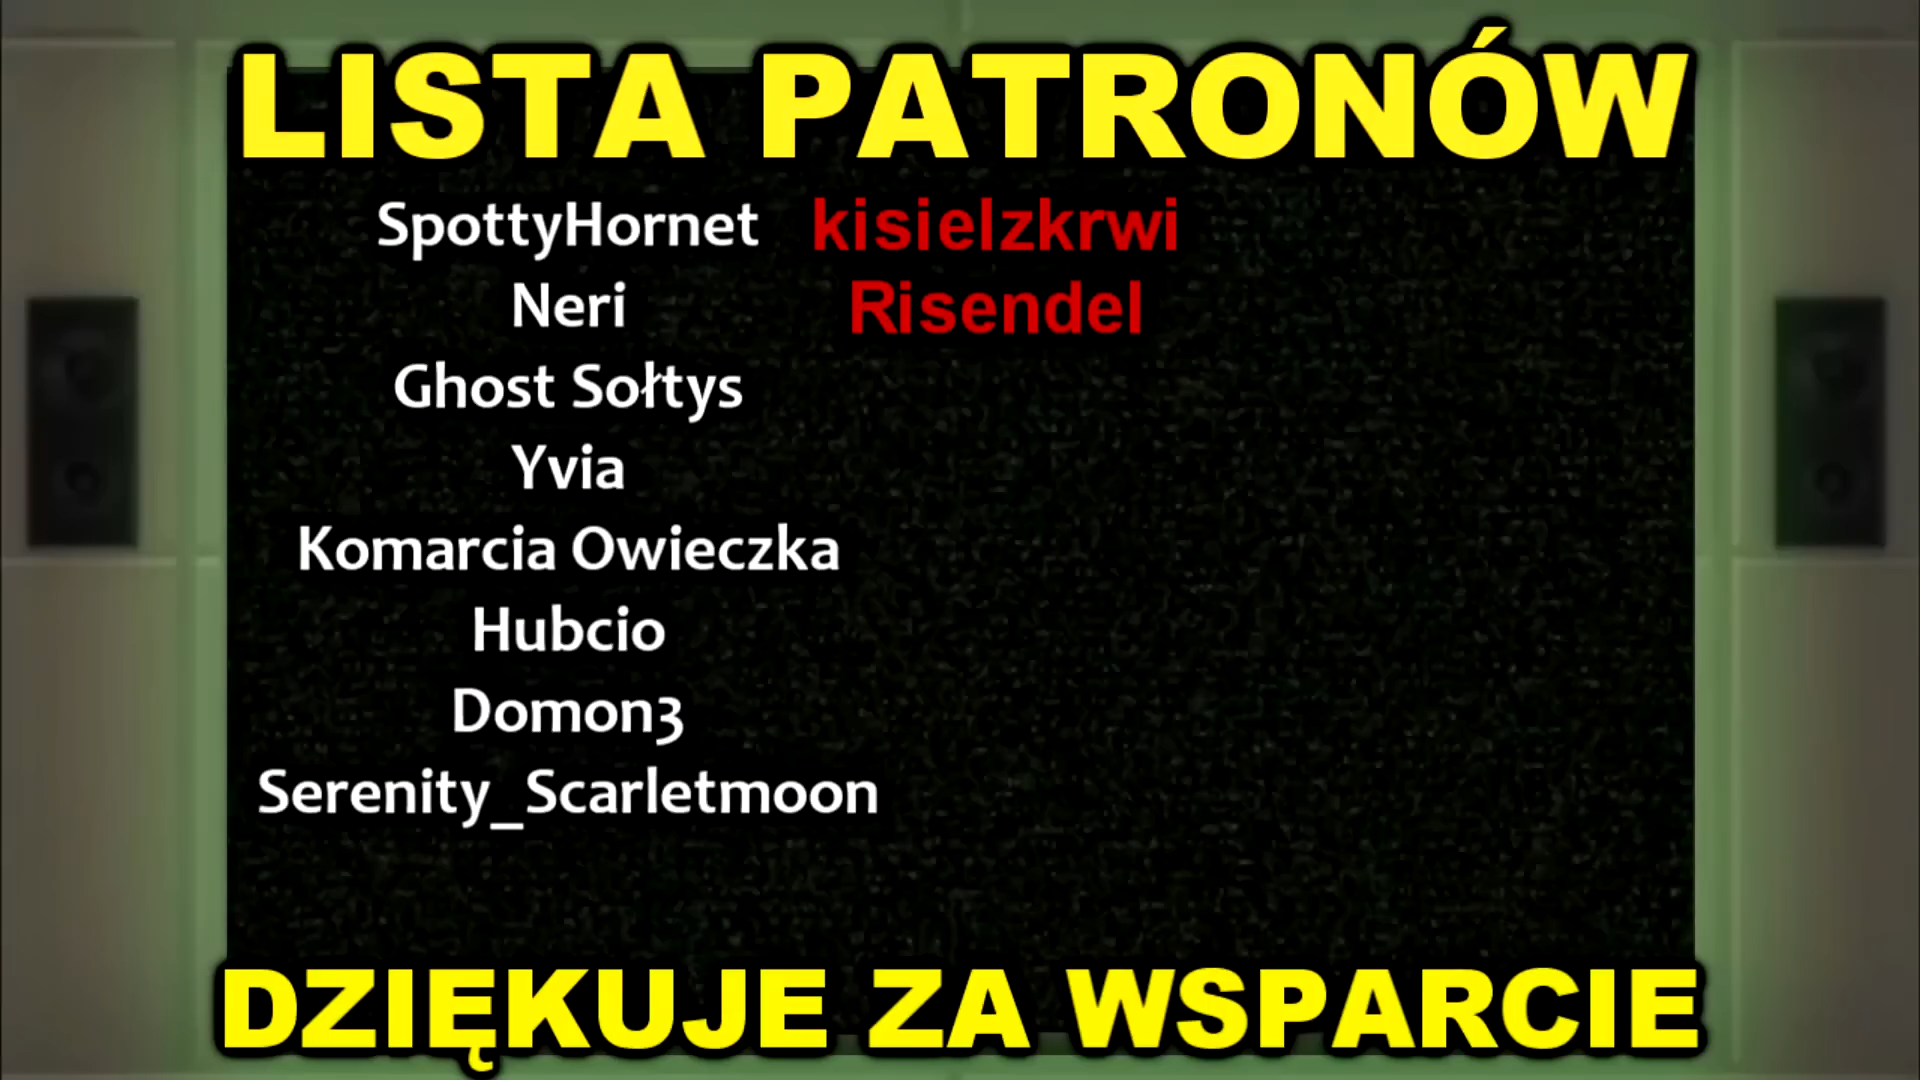 LISTA PATRONÓW
SpottyHornet
Neri
Ghost Sołtys
Yvia
Komarcia Owieczka
Hubcio
Domon3
Serenity_Scarletmoon
kisielzkrwi
Risendel
DZIĘKUJE ZA WSPARCIE